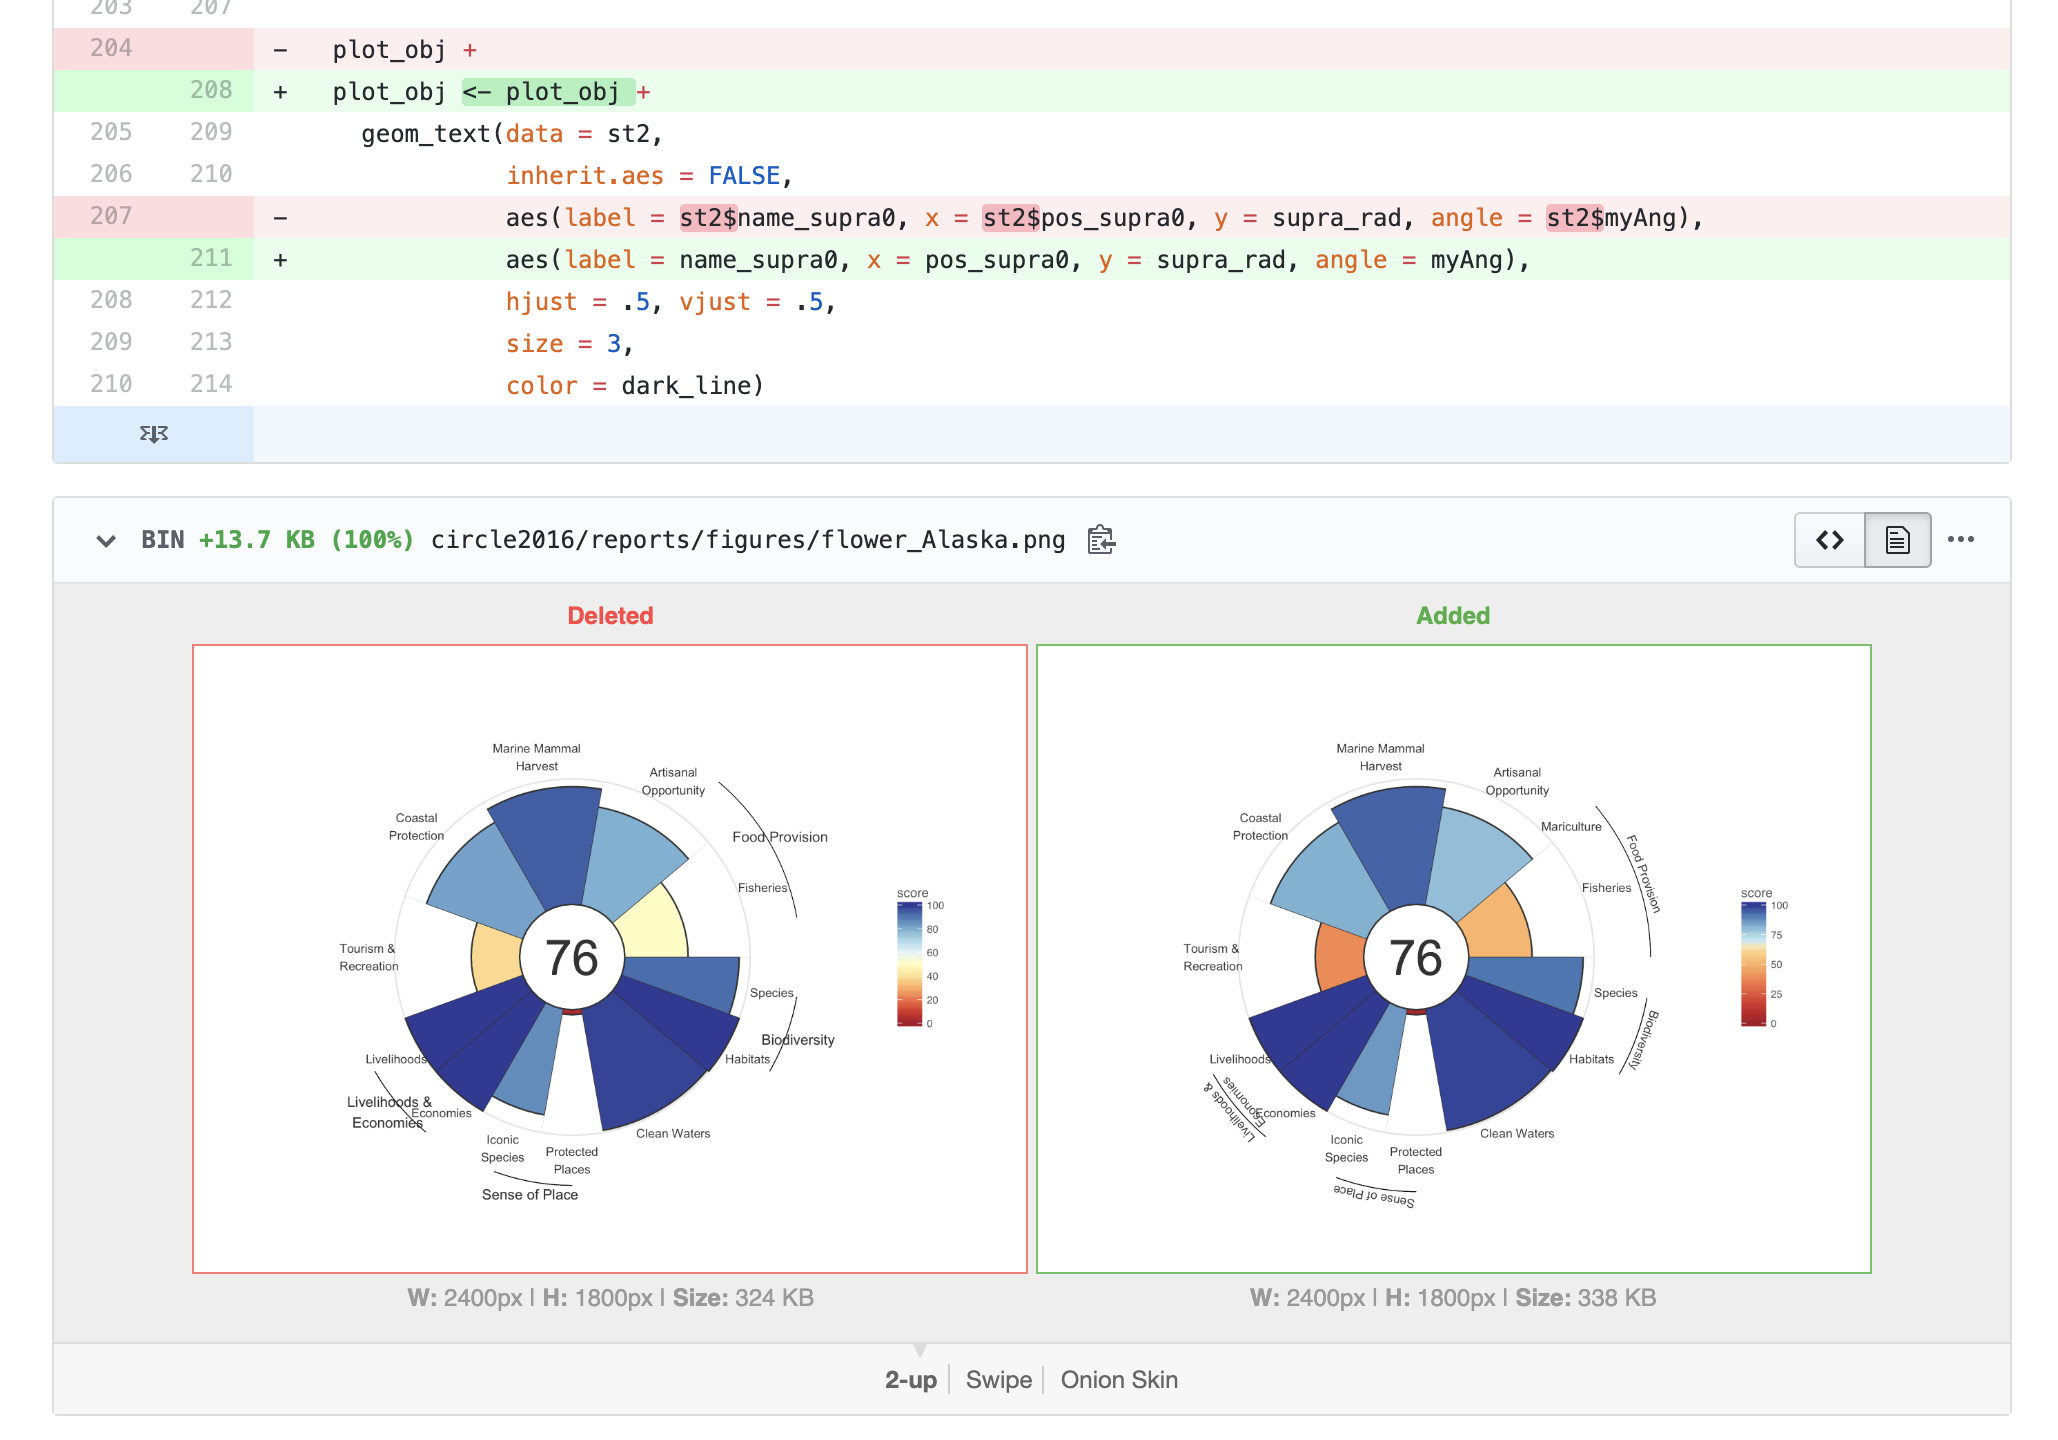 203 207
204 - plot_obj +
208 + plot_obj <- plot_obj +
205 209 geom_text(data = st2,
206 210 inherit.aes = FALSE,
207 - aes(label = st2$name_supra0, x = st2$pos_supra0, y = supra_rad, angle = st2$myAng),
211 + aes(label = name_supra0, x = pos_supra0, y = supra_rad, angle = myAng),
208 212 hjust = .5, vjust = .5,
209 213 size = 3,
210 214 color = dark_line)
BIN +13.7 KB (100%) circle2016/reports/figures/flower_Alaska.png
Deleted
Marine Mammal
Harvest
Artisanal
Opportunity
Coastal
Protection
Food Provision
Fisheries
Tourism &
Recreation
76
Species
Biodiversity
Habitats
Livelihoods
Livelihoods &
Economies
Economies
Iconic
Species
Protected
Places
Clean Waters
Sense of Place
score
100
80
60
40
20
0
W: 2400px | H: 1800px | Size: 324 KB
Added
Marine Mammal
Harvest
Artisanal
Opportunity
Coastal
Protection
Mariculture
Food Provision
Fisheries
Tourism &
Recreation
76
Species
Biodiversity
Habitats
Livelihoods
Livelihoods &
Economies
Economies
Iconic
Species
Protected
Places
Clean Waters
Sense of Place
score
100
75
50
25
0
W: 2400px | H: 1800px | Size: 338 KB
2-up Swipe Onion Skin